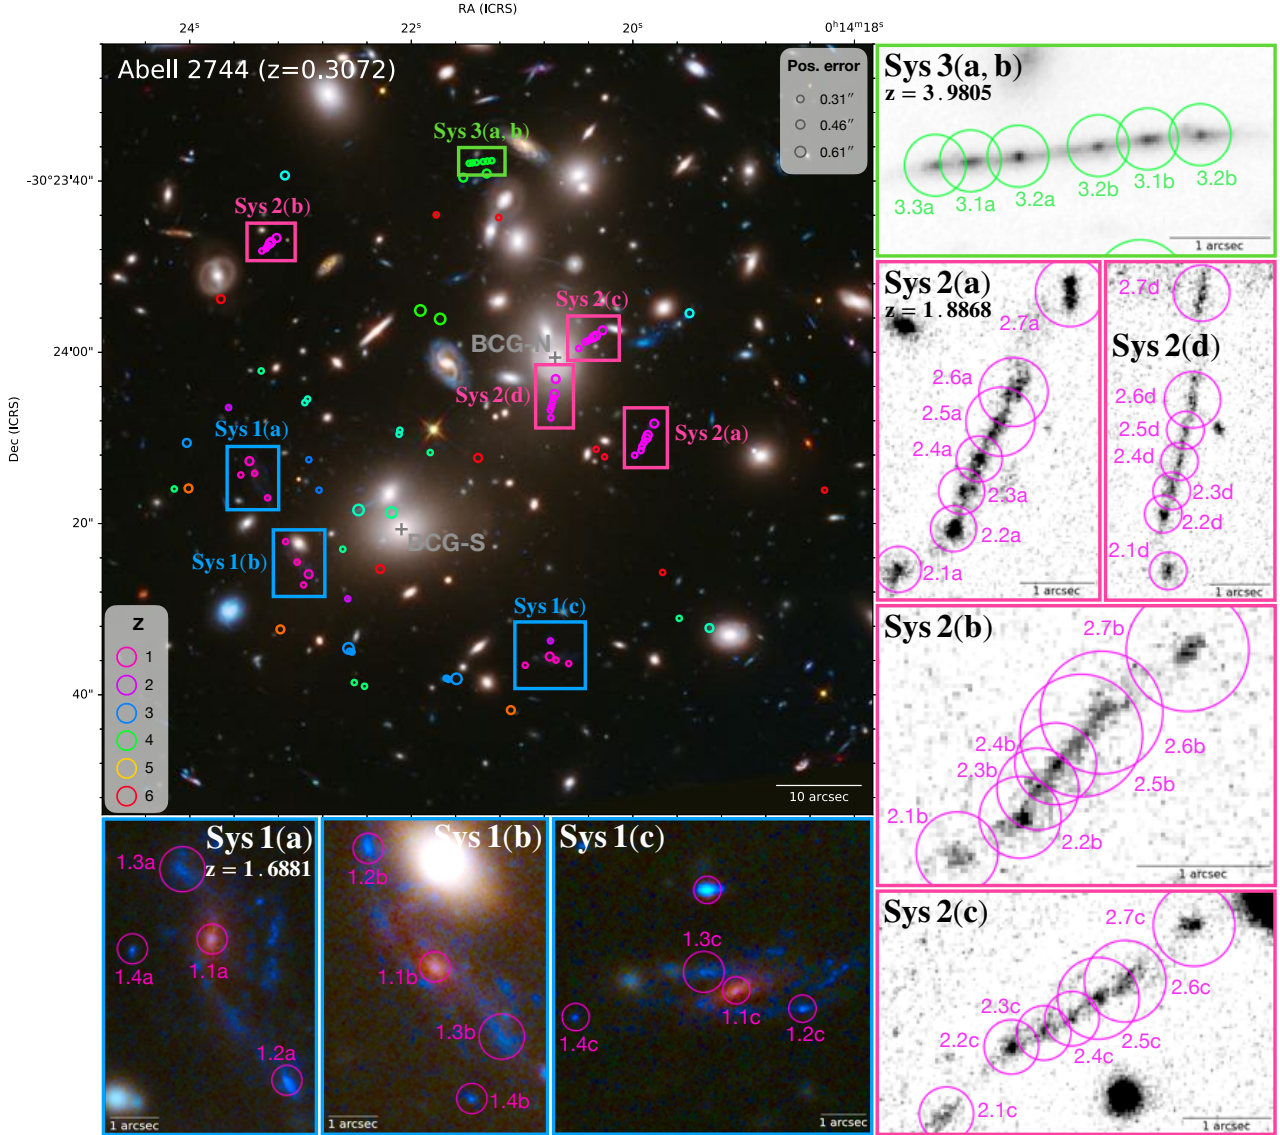 RA (ICRS)
24ˢ 22ˢ 20ˢ 0ʰ14ᵐ18ˢ
Dec (ICRS)
-30°23'40"
24'00"
20"
40"
Abell 2744 (z=0.3072)
Pos. error
0.31″
0.46″
0.61″
Sys 3(a, b)
Sys 2(b)
Sys 2(c)
BCG-N
Sys 2(d)
Sys 2(a)
Sys 1(a)
BCG-S
Sys 1(b)
Sys 1(c)
z
1
2
3
4
5
6
10 arcsec
Sys 3(a, b)
z = 3.9805
3.3a
3.1a
3.2a
3.2b
3.1b
3.2b
1 arcsec
Sys 2(a)
z = 1.8868
2.7a
2.6a
2.5a
2.4a
2.3a
2.2a
2.1a
1 arcsec
2.7d
Sys 2(d)
2.6d
2.5d
2.4d
2.3d
2.2d
2.1d
1 arcsec
Sys 2(b)
2.7b
2.4b
2.6b
2.3b
2.5b
2.1b
2.2b
1 arcsec
Sys 2(c)
2.7c
2.6c
2.3c
2.5c
2.2c
2.4c
2.1c
1 arcsec
Sys 1(a)
z = 1.6881
1.3a
1.4a
1.1a
1.2a
1 arcsec
Sys 1(b)
1.2b
1.1b
1.3b
1.4b
1 arcsec
Sys 1(c)
1.3c
1.1c
1.2c
1.4c
1 arcsec